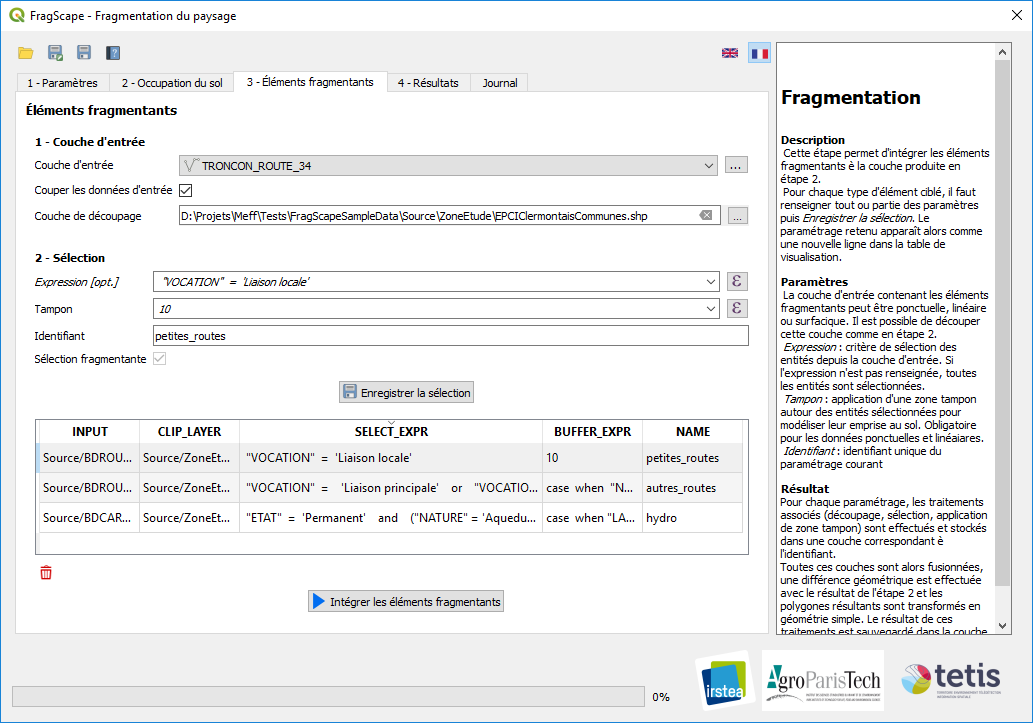 FragScape - Fragmentation du paysage
1 - Paramètres
2 - Occupation du sol
3 - Éléments fragmentants
4 - Résultats
Journal
Éléments fragmentants
1 - Couche d'entrée
Couche d'entrée
TRONCON_ROUTE_34
...
Couper les données d'entrée
Couche de découpage
D:\Projets\Meff\Tests\FragScapeSampleData\Source\ZoneEtude\EPCIClermontaisCommunes.shp
...
2 - Sélection
Expression [opt.]
"VOCATION" = 'Liaison locale'
ε
Tampon
10
ε
Identifiant
petites_routes
Sélection fragmentante
Enregistrer la sélection
INPUT CLIP_LAYER SELECT_EXPR BUFFER_EXPR NAME
Source/BDROU... Source/ZoneEt... "VOCATION" = 'Liaison locale' 10 petites_routes
Source/BDROU... Source/ZoneEt... "VOCATION" = 'Liaison principale' or "VOCATIO... case when "N... autres_routes
Source/BDCAR... Source/ZoneEt... "ETAT" = 'Permanent' and ("NATURE" = 'Aquedu... case when "LA... hydro
Intégrer les éléments fragmentants
0%
Fragmentation
Description
Cette étape permet d'intégrer les éléments
fragmentants à la couche produite en
étape 2.
Pour chaque type d'élément ciblé, il faut
renseigner tout ou partie des paramètres
puis Enregistrer la sélection. Le
paramétrage retenu apparaît alors comme
une nouvelle ligne dans la table de
visualisation.
Paramètres
La couche d'entrée contenant les éléments
fragmentants peut être ponctuelle, linéaire
ou surfacique. Il est possible de découper
cette couche comme en étape 2.
Expression : critère de sélection des
entités depuis la couche d'entrée. Si
l'expression n'est pas renseignée, toutes
les entités sont sélectionnées.
Tampon : application d'une zone tampon
autour des entités sélectionnées pour
modéliser leur emprise au sol. Obligatoire
pour les données ponctuelles et linéaiares.
Identifiant : identifiant unique du
paramétrage courant
Résultat
Pour chaque paramétrage, les traitements
associés (découpage, sélection, application
de zone tampon) sont effectués et stockés
dans une couche correspondant è
l'identifiant.
Toutes ces couches sont alors fusionnées,
une différence géométrique est effectuée
avec le résultat de l'étape 2 et les
polygones résultants sont transformés en
géométrie simple. Le résultat de ces
traitements est sauvegardé dans la couche
irstea
AgroParisTech
tetis